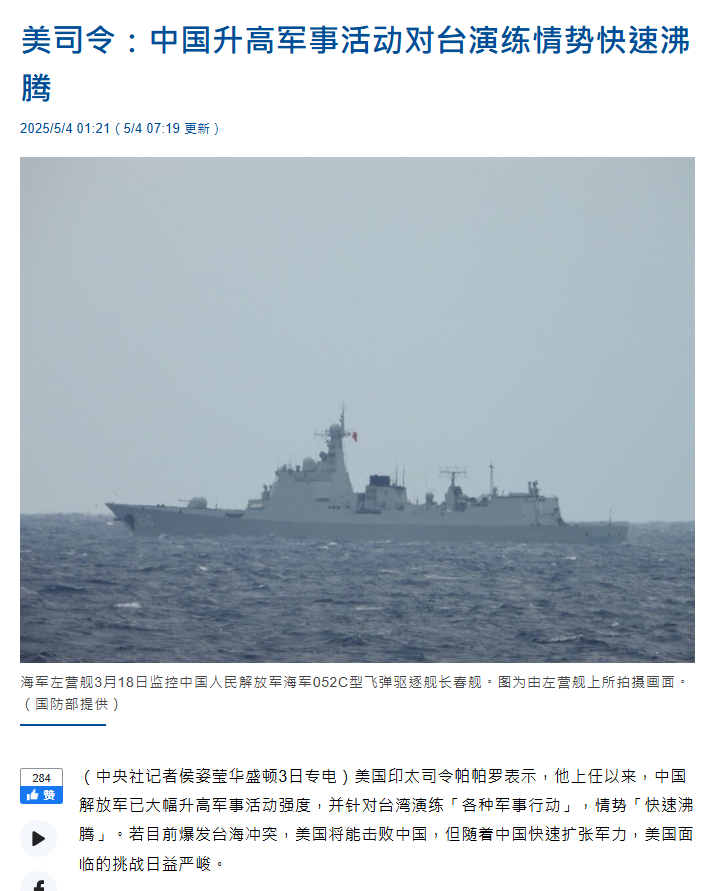 美司令：中国升高军事活动对台演练情势快速沸
腾
2025/5/4 01:21（5/4 07:19 更新）
150
海军左营舰3月18日监控中国人民解放军海军052C型飞弹驱逐舰长春舰。图为由左营舰上所拍摄画面。
（国防部提供）
284
赞
（中央社记者侯姿莹华盛顿3日专电）美国印太司令帕帕罗表示，他上任以来，中国
解放军已大幅升高军事活动强度，并针对台湾演练「各种军事行动」，情势「快速沸
腾」。若目前爆发台海冲突，美国将能击败中国，但随着中国快速扩张军力，美国面
临的挑战日益严峻。